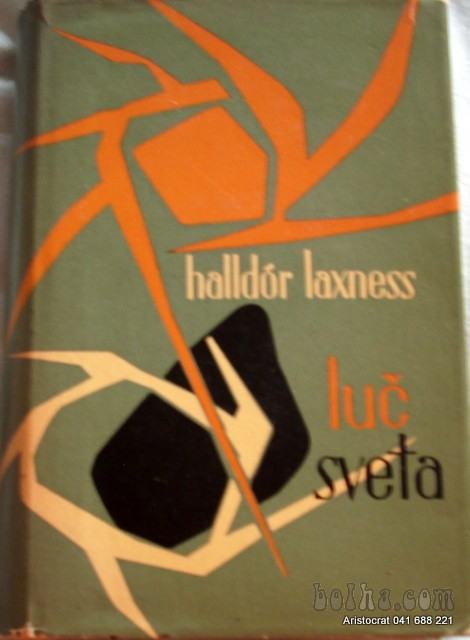 halldór laxness
luč
sveta
bolha.com
Aristocrat 041 688 221